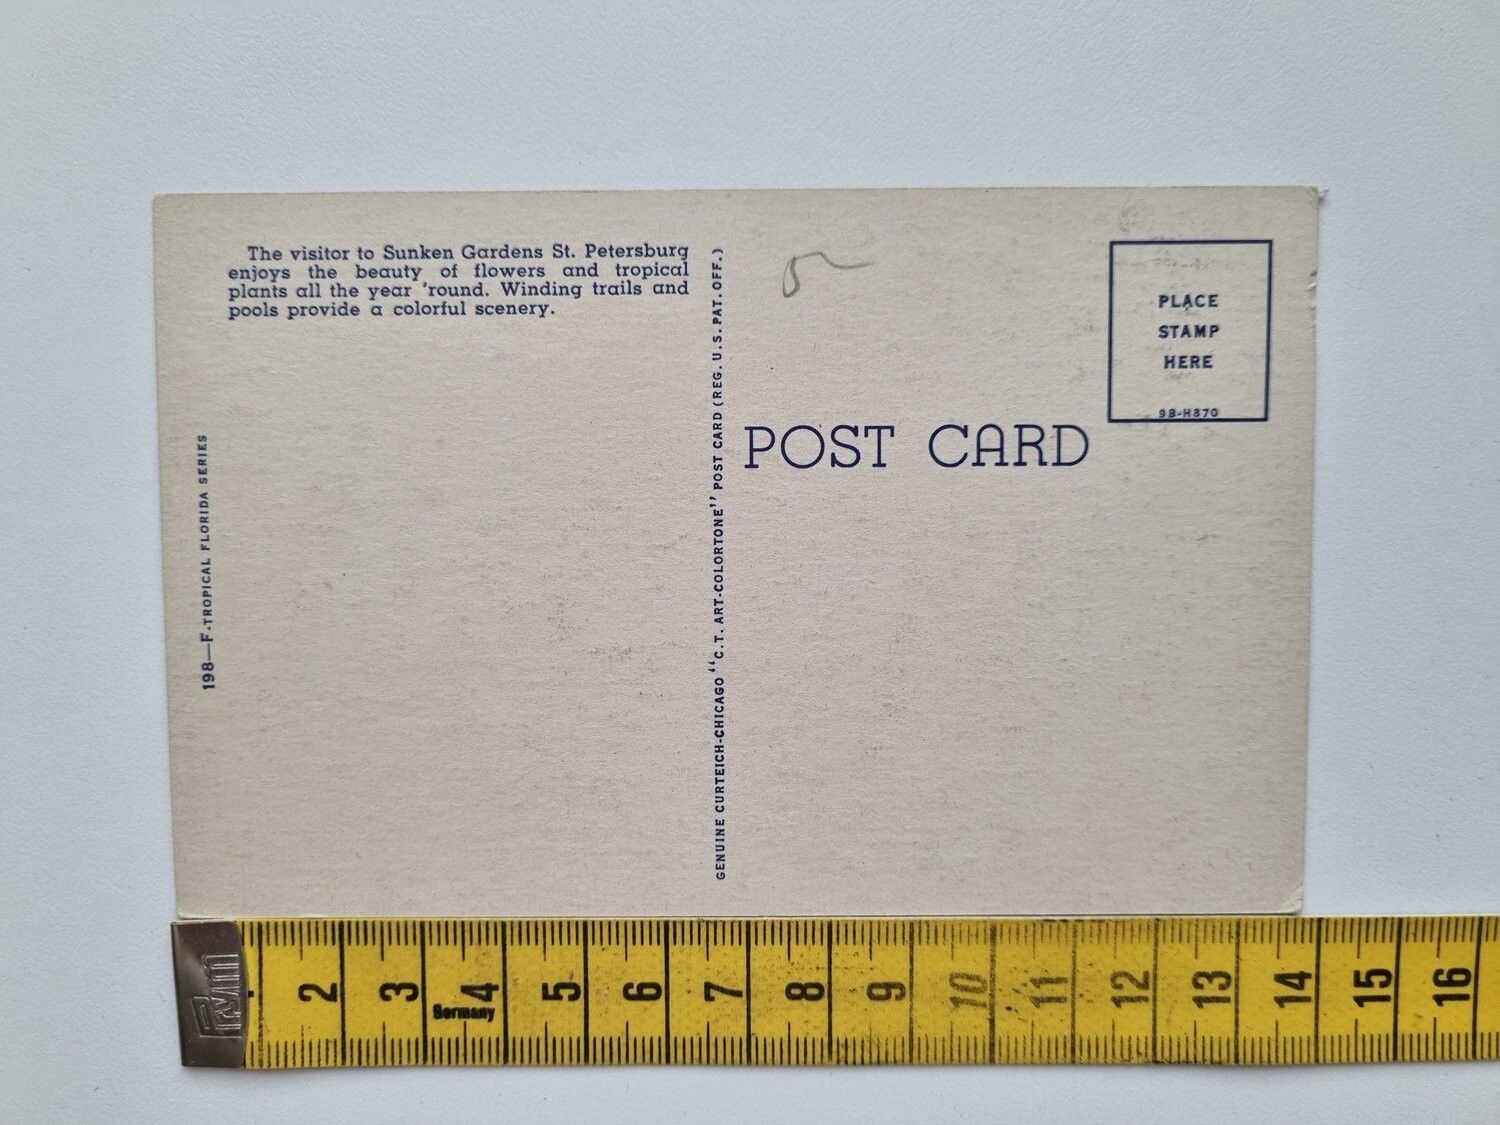 The visitor to Sunken Gardens St. Petersburg
enjoys the beauty of flowers and tropical
plants all the year 'round. Winding trails and
pools provide a colorful scenery.
198—F-TROPICAL FLORIDA SERIES
GENUINE CURTEICH-CHICAGO "C.T. ART-COLORTONE" POST CARD (REG. U.S. PAT. OFF.)
PLACE
STAMP
HERE
9B-H870
POST CARD
Prym
2 3 4 5 6 7 8 9 10 11 12 13 14 15 16
Germany